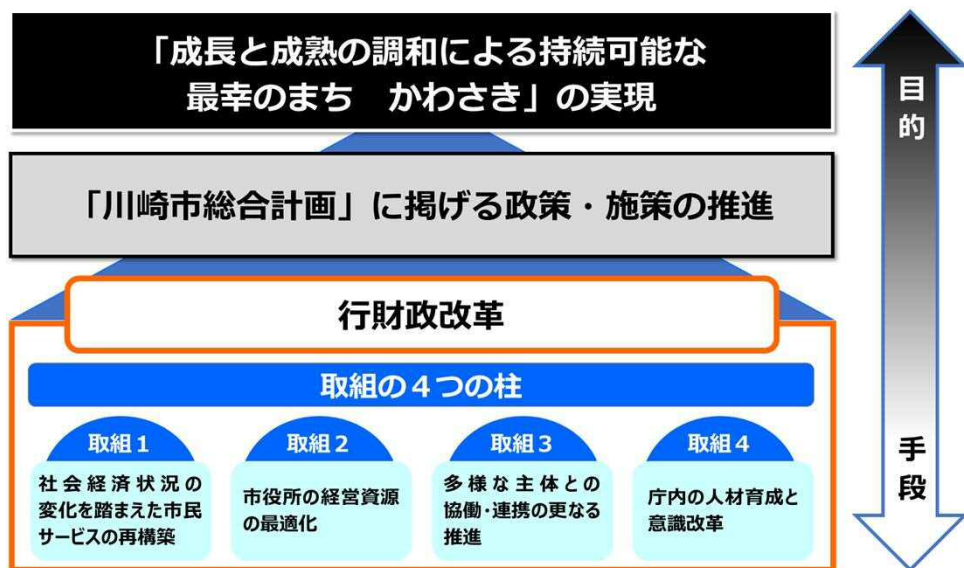 「成長と成熟の調和による持続可能な
最幸のまち　かわさき」の実現
「川崎市総合計画」に掲げる政策・施策の推進
行財政改革
取組の４つの柱
取組１
社会経済状況の
変化を踏まえた市民
サービスの再構築
取組２
市役所の経営資源
の最適化
取組３
多様な主体との
協働・連携の更なる
推進
取組４
庁内の人材育成と
意識改革
目的
手段